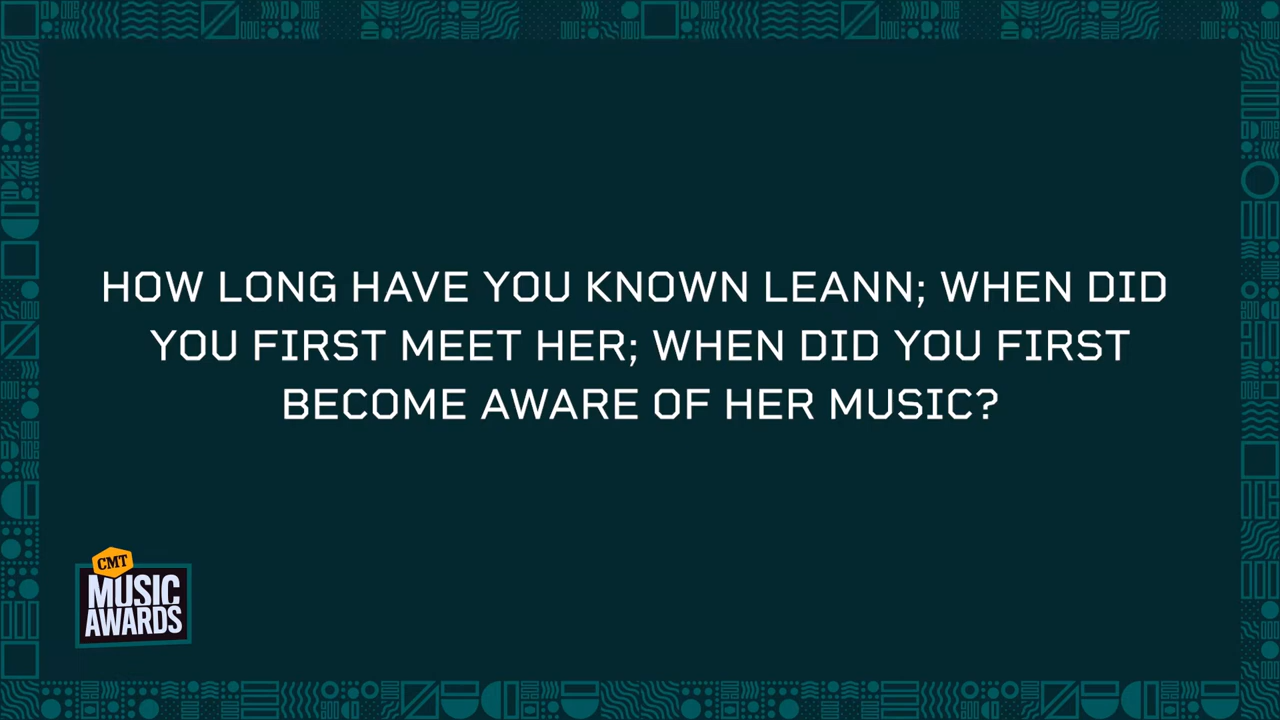 HOW LONG HAVE YOU KNOWN LEANN; WHEN DID
YOU FIRST MEET HER; WHEN DID YOU FIRST
BECOME AWARE OF HER MUSIC?
CMT
MUSIC
AWARDS